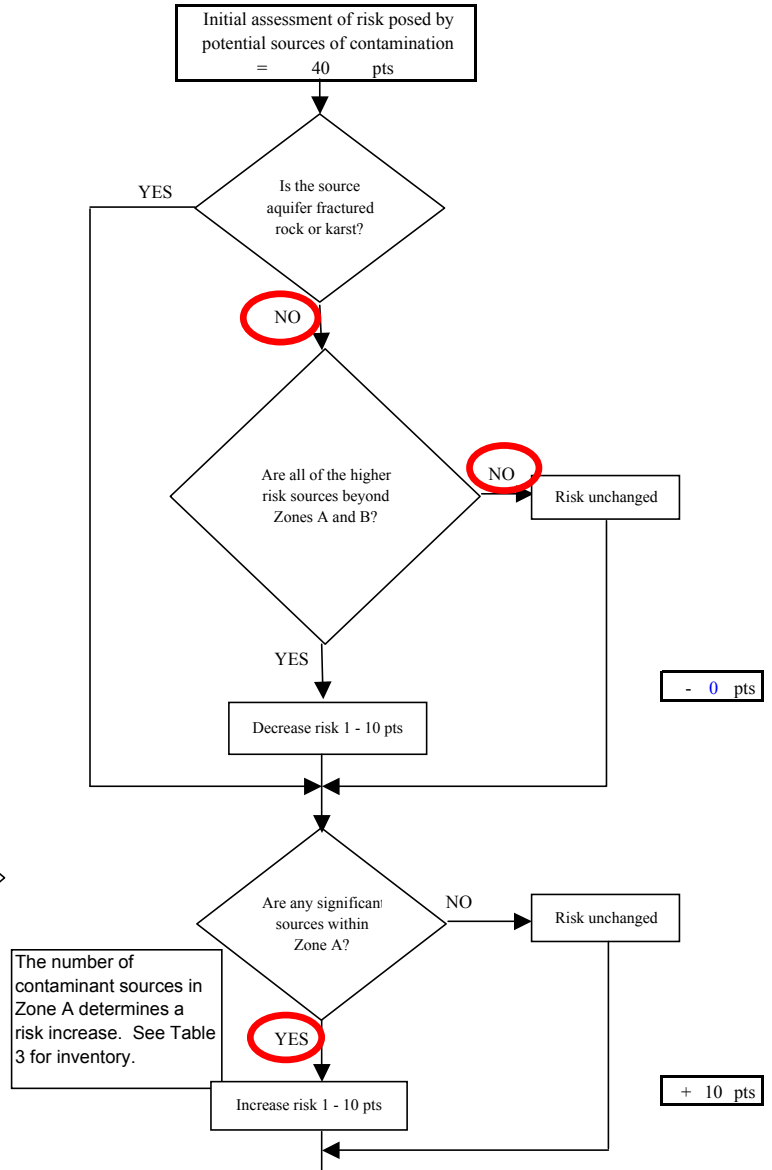 Initial assessment of risk posed by
potential sources of contamination
= 40 pts
YES
Is the source
aquifer fractured
rock or karst?
NO
Are all of the higher
risk sources beyond
Zones A and B?
NO
Risk unchanged
YES
- 0 pts
Decrease risk 1 - 10 pts
Are any significant
sources within
Zone A?
NO
Risk unchanged
The number of
contaminant sources in
Zone A determines a
risk increase. See Table
3 for inventory.
YES
Increase risk 1 - 10 pts
+ 10 pts